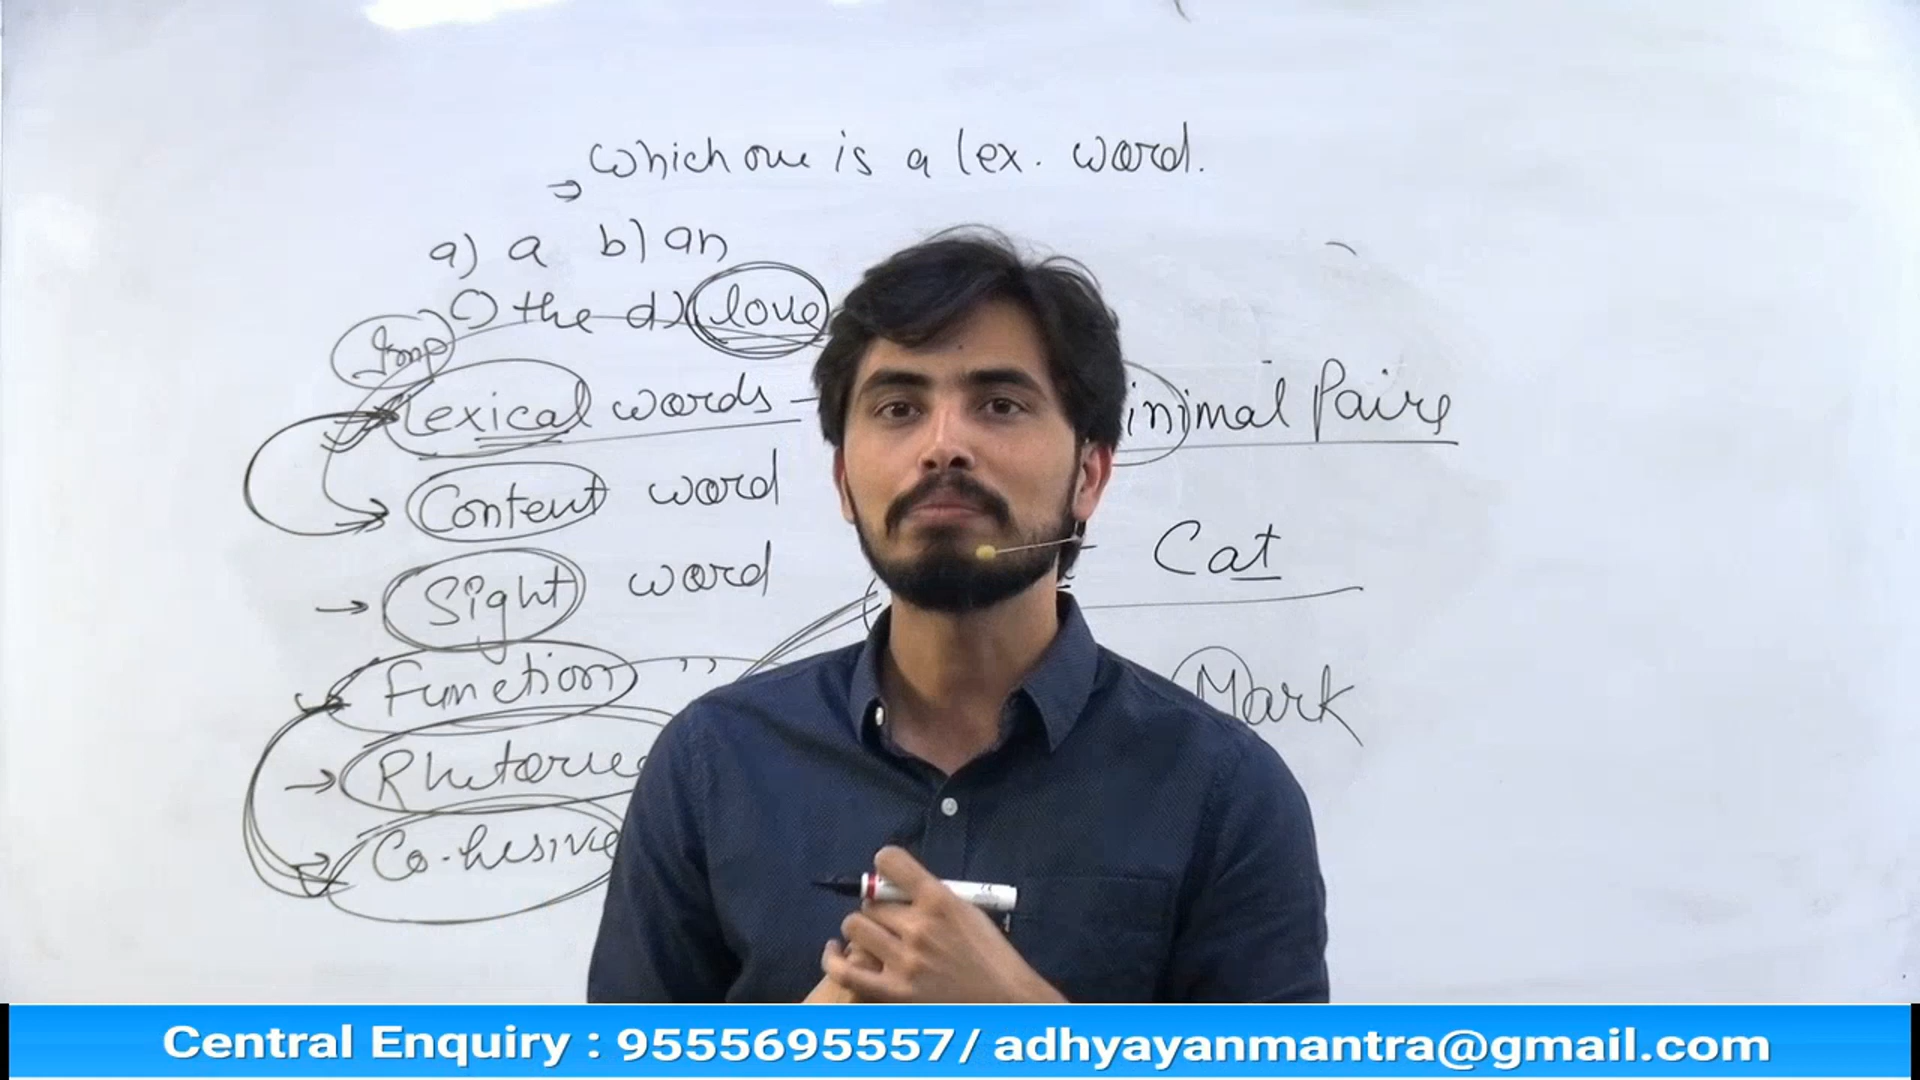 Which one is a lex. word.
a) a b) an
c) the d) love
Imp
Lexical words -
Content word
Sight word
Function "
Co-hesive
inimal Pairs
Cat
Mark
Central Enquiry : 9555695557/ adhyayanmantra@gmail.com